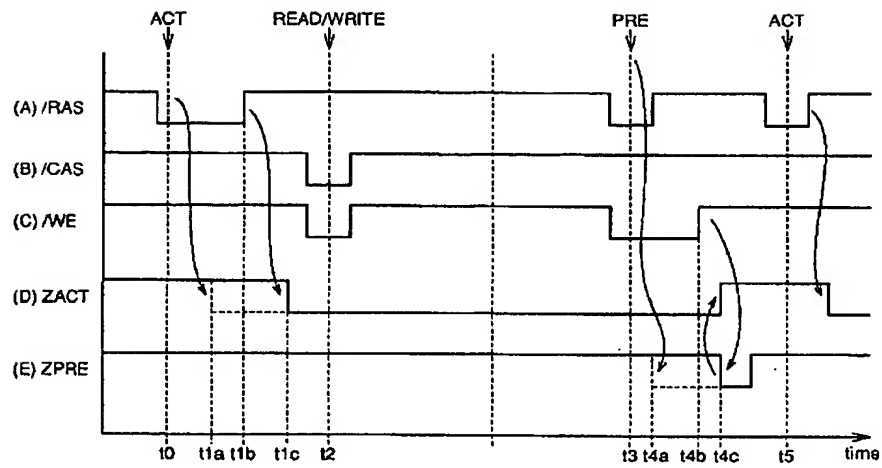 ACT READ/WRITE PRE ACT
(A) /RAS
(B) /CAS
(C) /WE
(D) ZACT
(E) ZPRE
t0 t1a t1b t1c t2 t3 t4a t4b t4c t5 time